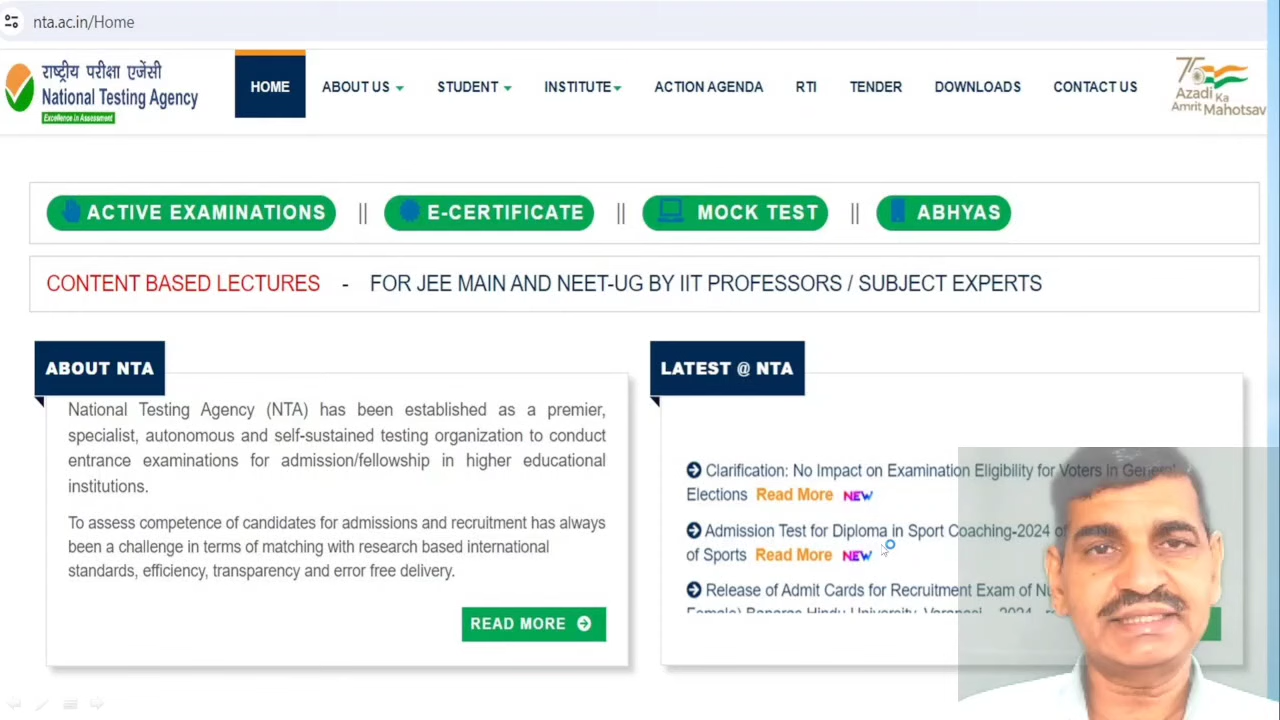 nta.ac.in/Home
राष्ट्रीय परीक्षा एजेंसी
National Testing Agency
Excellence in Assessment
HOME
ABOUT US
STUDENT
INSTITUTE
ACTION AGENDA
RTI
TENDER
DOWNLOADS
CONTACT US
75
Azadi Ka
Amrit Mahotsav
ACTIVE EXAMINATIONS || E-CERTIFICATE || MOCK TEST || ABHYAS
CONTENT BASED LECTURES - FOR JEE MAIN AND NEET-UG BY IIT PROFESSORS / SUBJECT EXPERTS
ABOUT NTA
National Testing Agency (NTA) has been established as a premier,
specialist, autonomous and self-sustained testing organization to conduct
entrance examinations for admission/fellowship in higher educational
institutions.
To assess competence of candidates for admissions and recruitment has always
been a challenge in terms of matching with research based international
standards, efficiency, transparency and error free delivery.
READ MORE
LATEST @ NTA
Clarification: No Impact on Examination Eligibility for Voters in General
Elections Read More NEW
Admission Test for Diploma in Sport Coaching-2024
of Sports Read More NEW
Release of Admit Cards for Recruitment Exam of